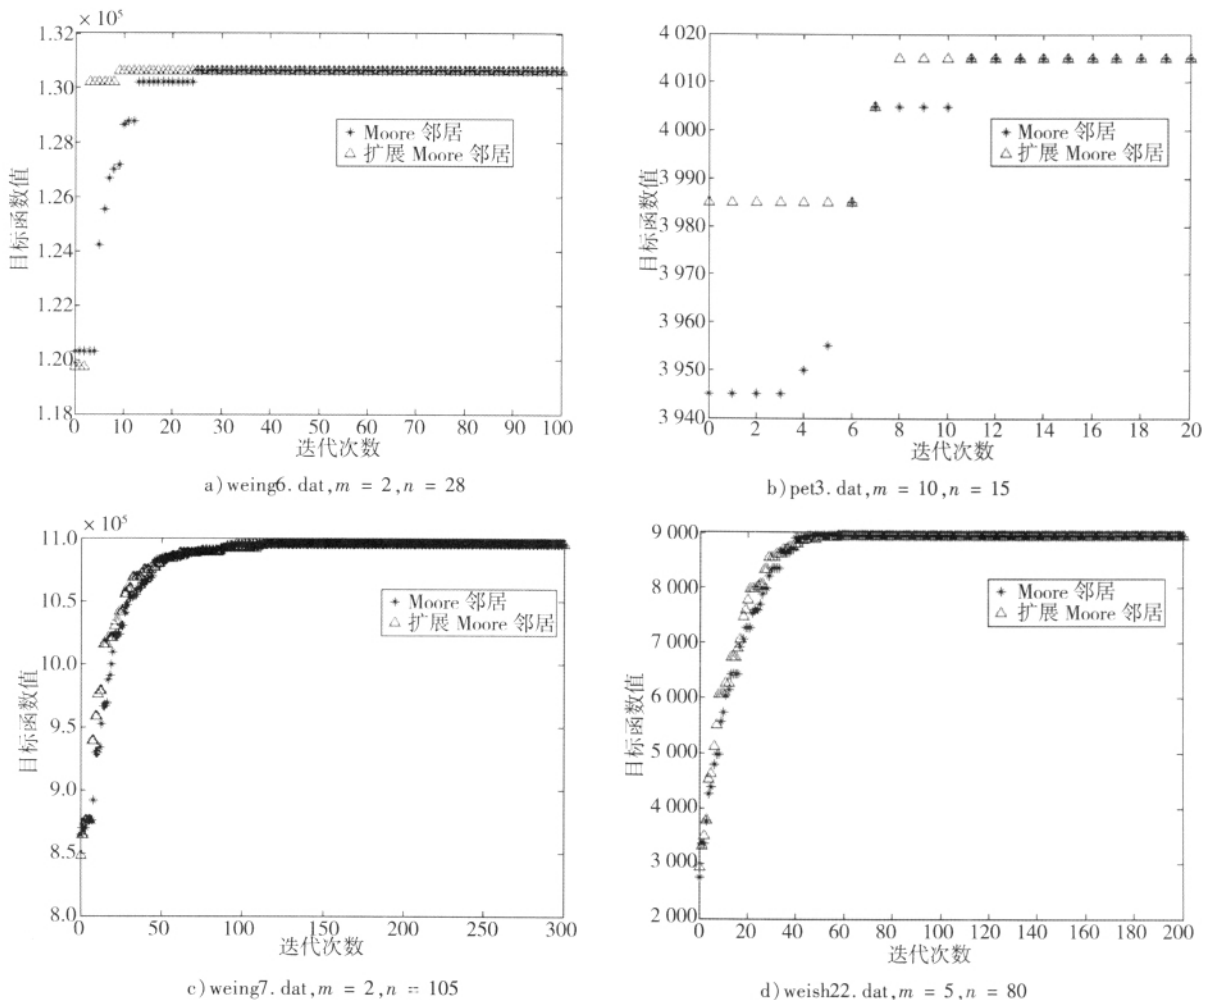 × 10⁵
1.32
1.30
1.28
1.26
1.24
1.22
1.20
1.18
目标函数值
✳ Moore 邻居
△ 扩展 Moore 邻居
0 10 20 30 40 50 60 70 80 90 100
迭代次数
a)weing6. dat,m = 2,n = 28
4 020
4 010
4 000
3 990
3 980
3 970
3 960
3 950
3 940
目标函数值
✳ Moore 邻居
△ 扩展 Moore 邻居
0 2 4 6 8 10 12 14 16 18 20
迭代次数
b)pet3. dat,m = 10,n = 15
× 10⁵
11.0
10.5
10.0
9.5
9.0
8.5
8.0
目标函数值
✳ Moore 邻居
△ 扩展 Moore 邻居
0 50 100 150 200 250 300
迭代次数
c)weing7. dat,m = 2,n = 105
9 000
8 000
7 000
6 000
5 000
4 000
3 000
2 000
目标函数值
✳ Moore 邻居
△ 扩展 Moore 邻居
0 20 40 60 80 100 120 140 160 180 200
迭代次数
d)weish22. dat,m = 5,n = 80